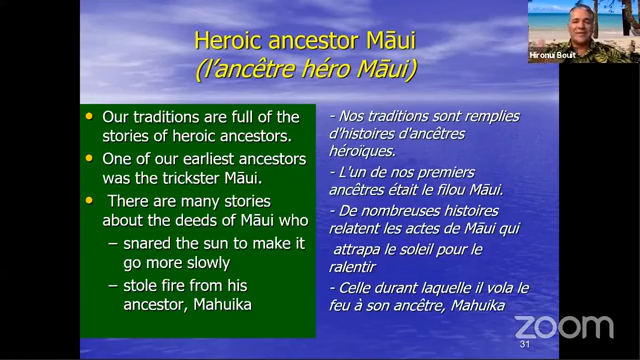 Heroic ancestor Māui
(l'ancêtre héro Māui)
Hironui Bouit
• Our traditions are full of the
stories of heroic ancestors.
• One of our earliest ancestors
was the trickster Māui.
• There are many stories
about the deeds of Māui who
– snared the sun to make it
go more slowly
– stole fire from his
ancestor, Mahuika
- Nos traditions sont remplies
d'histoires d'ancêtres
héroïques.
- L'un de nos premiers
ancêtres était le filou Māui.
- De nombreuses histoires
relatent les actes de Māui qui
attrapa le soleil pour le
ralentir
- Celle durant laquelle il vola le
feu à son ancêtre, Mahuika
zoom
31